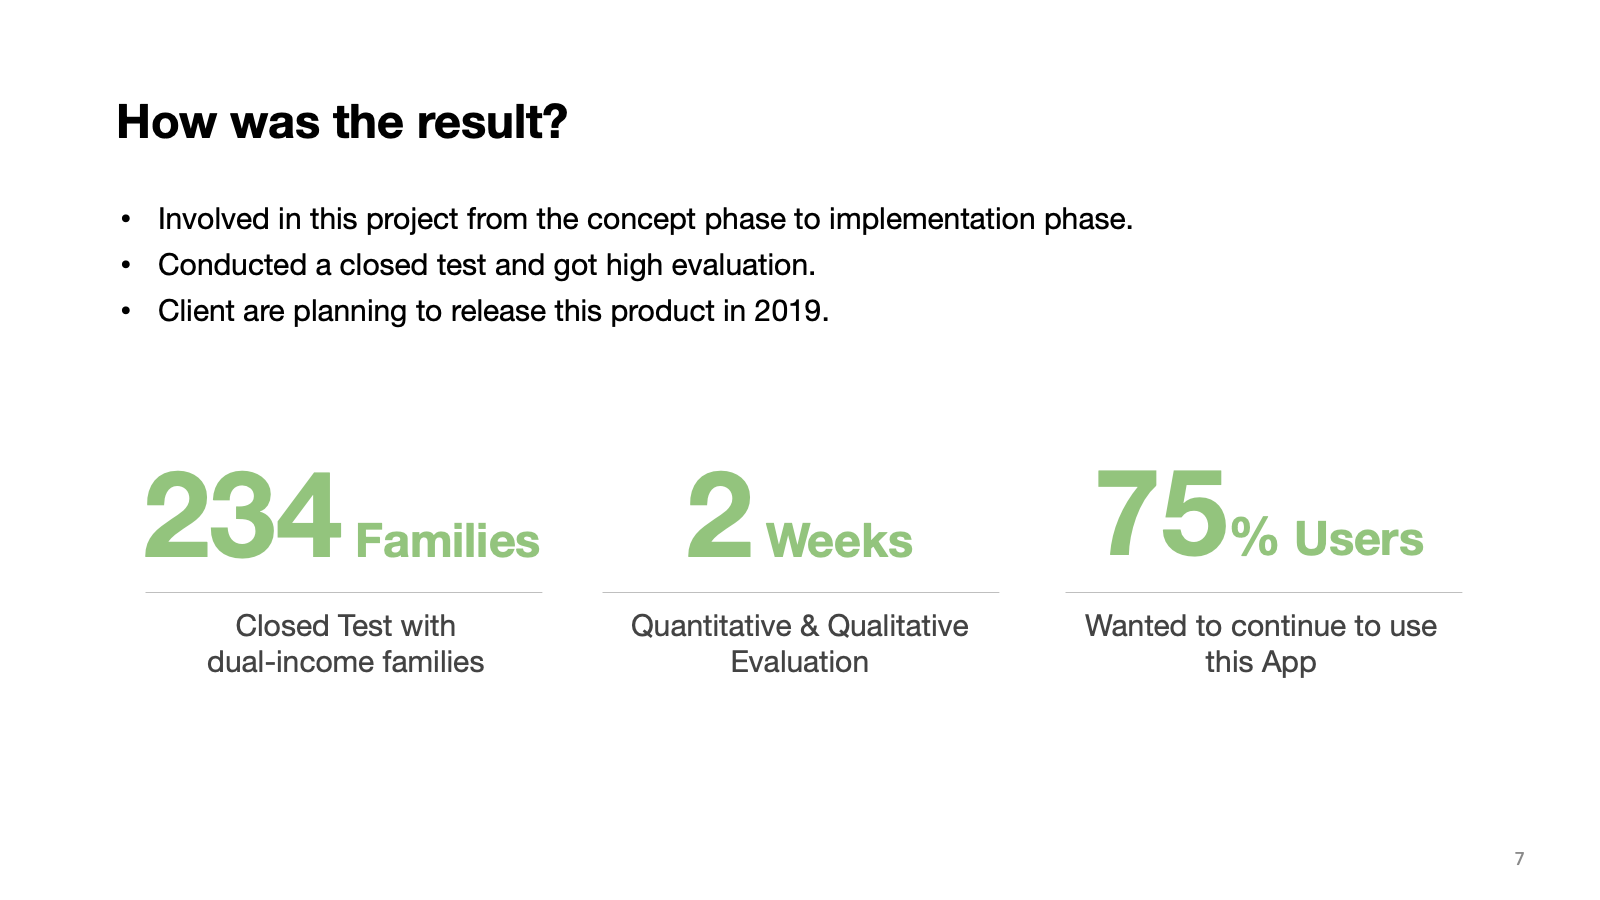 How was the result?
• Involved in this project from the concept phase to implementation phase.
• Conducted a closed test and got high evaluation.
• Client are planning to release this product in 2019.
234 Families
Closed Test with
dual-income families
2 Weeks
Quantitative & Qualitative
Evaluation
75% Users
Wanted to continue to use
this App
7